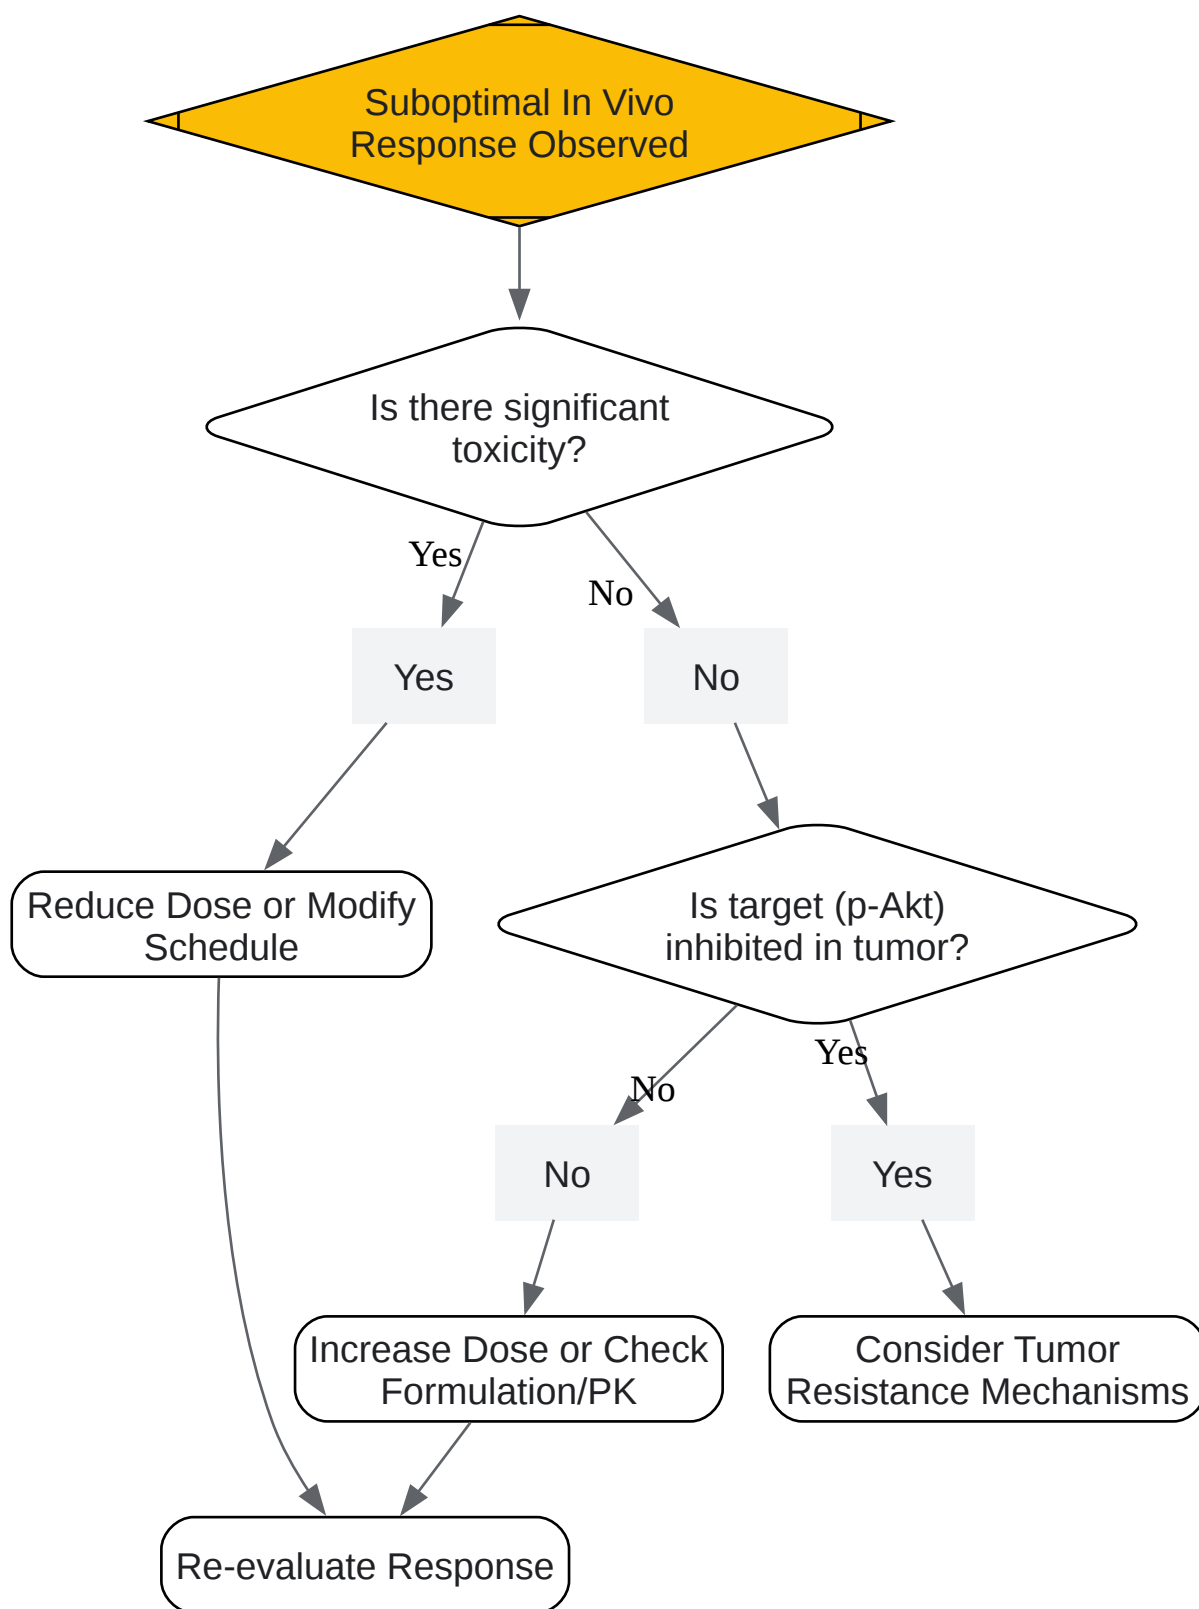 Suboptimal In Vivo
Response Observed
Is there significant
toxicity?
Yes
No
Yes
No
Reduce Dose or Modify
Schedule
Is target (p-Akt)
inhibited in tumor?
No
Yes
No
Yes
Increase Dose or Check
Formulation/PK
Consider Tumor
Resistance Mechanisms
Re-evaluate Response